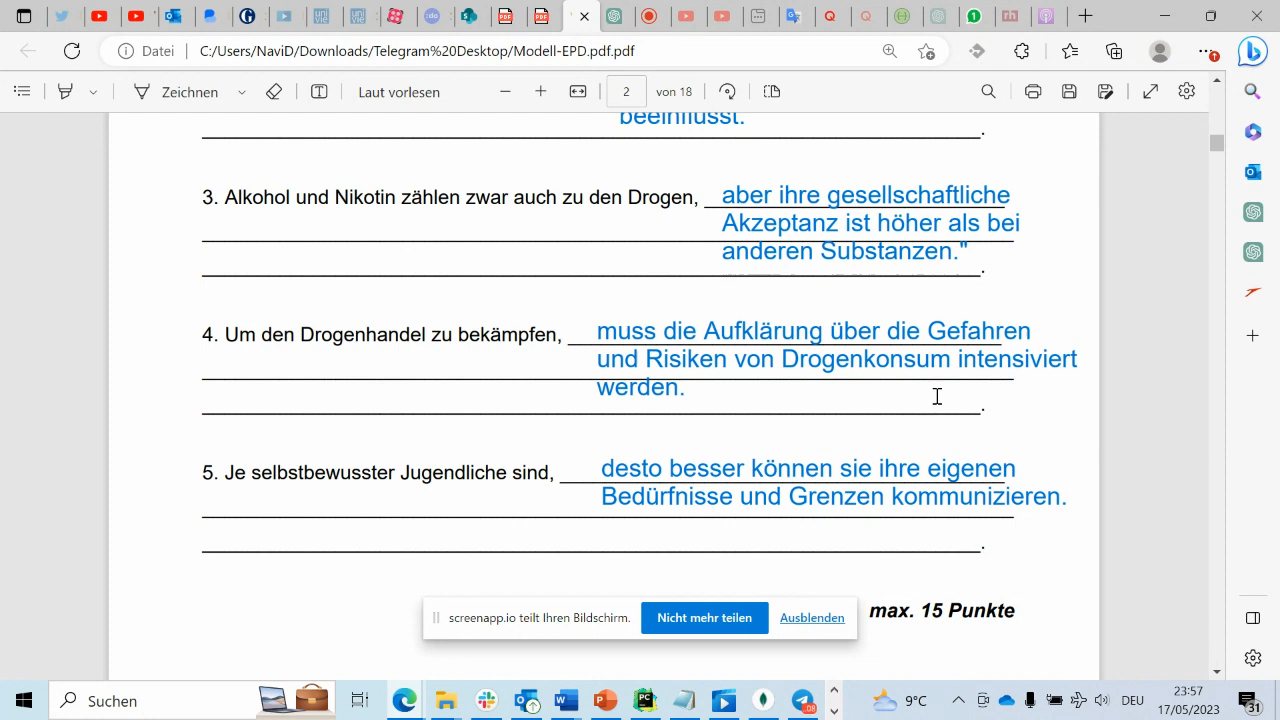 Datei
C:/Users/NaviD/Downloads/Telegram%20Desktop/Modell-EPD.pdf.pdf
Zeichnen
Laut vorlesen
2
von 18
beeinflusst.
3. Alkohol und Nikotin zählen zwar auch zu den Drogen, aber ihre gesellschaftliche
Akzeptanz ist höher als bei
anderen Substanzen."
4. Um den Drogenhandel zu bekämpfen, muss die Aufklärung über die Gefahren
und Risiken von Drogenkonsum intensiviert
werden.
5. Je selbstbewusster Jugendliche sind, desto besser können sie ihre eigenen
Bedürfnisse und Grenzen kommunizieren.
max. 15 Punkte
screenapp.io teilt Ihren Bildschirm.
Nicht mehr teilen
Ausblenden
Suchen
9°C
DEU
23:57
17/05/2023
31